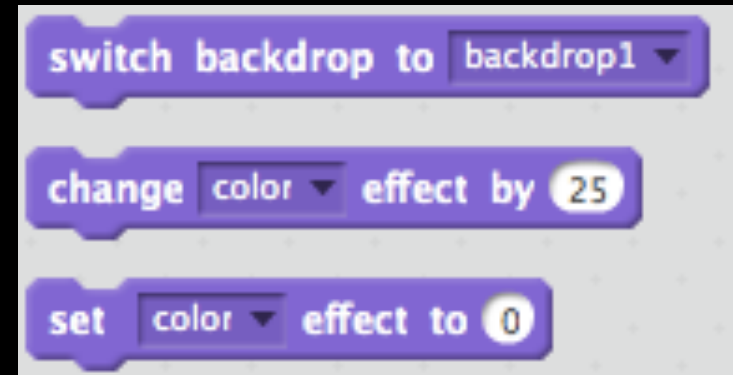 switch backdrop to backdrop1
change color effect by 25
set color effect to 0